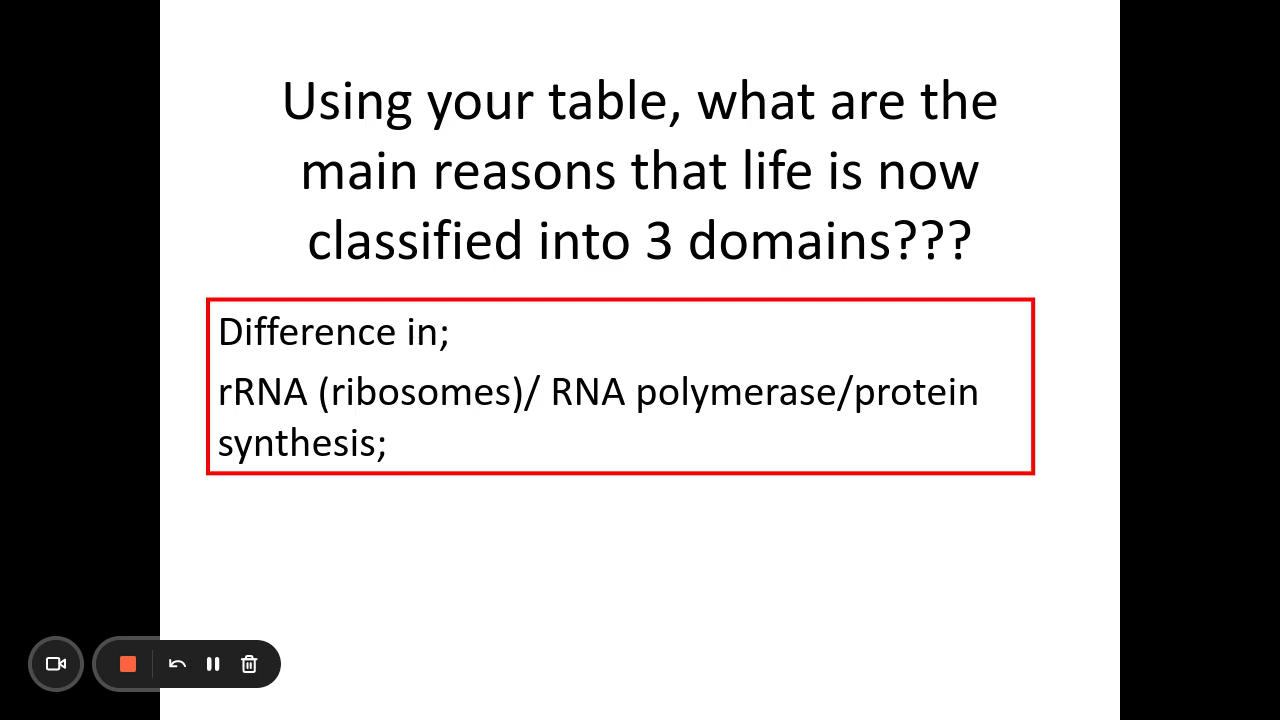 Using your table, what are the
main reasons that life is now
classified into 3 domains???
Difference in;
rRNA (ribosomes)/ RNA polymerase/protein
synthesis;